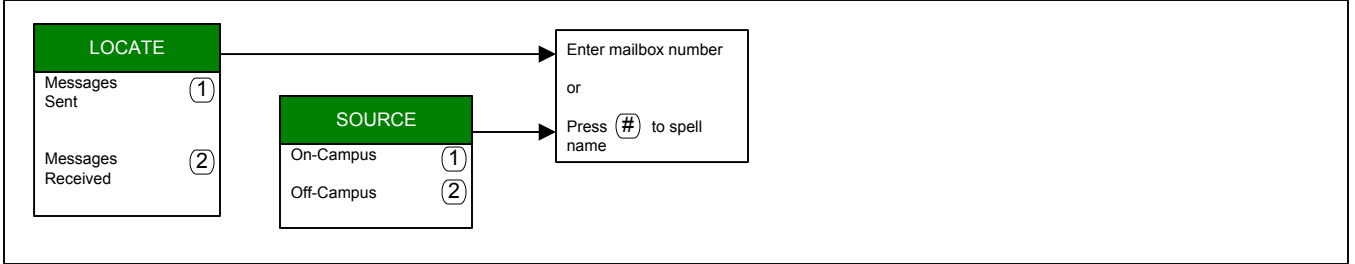 LOCATE
Messages
Sent
1
Messages
Received
2
SOURCE
On-Campus 1
Off-Campus 2
Enter mailbox number
or
Press # to spell
name